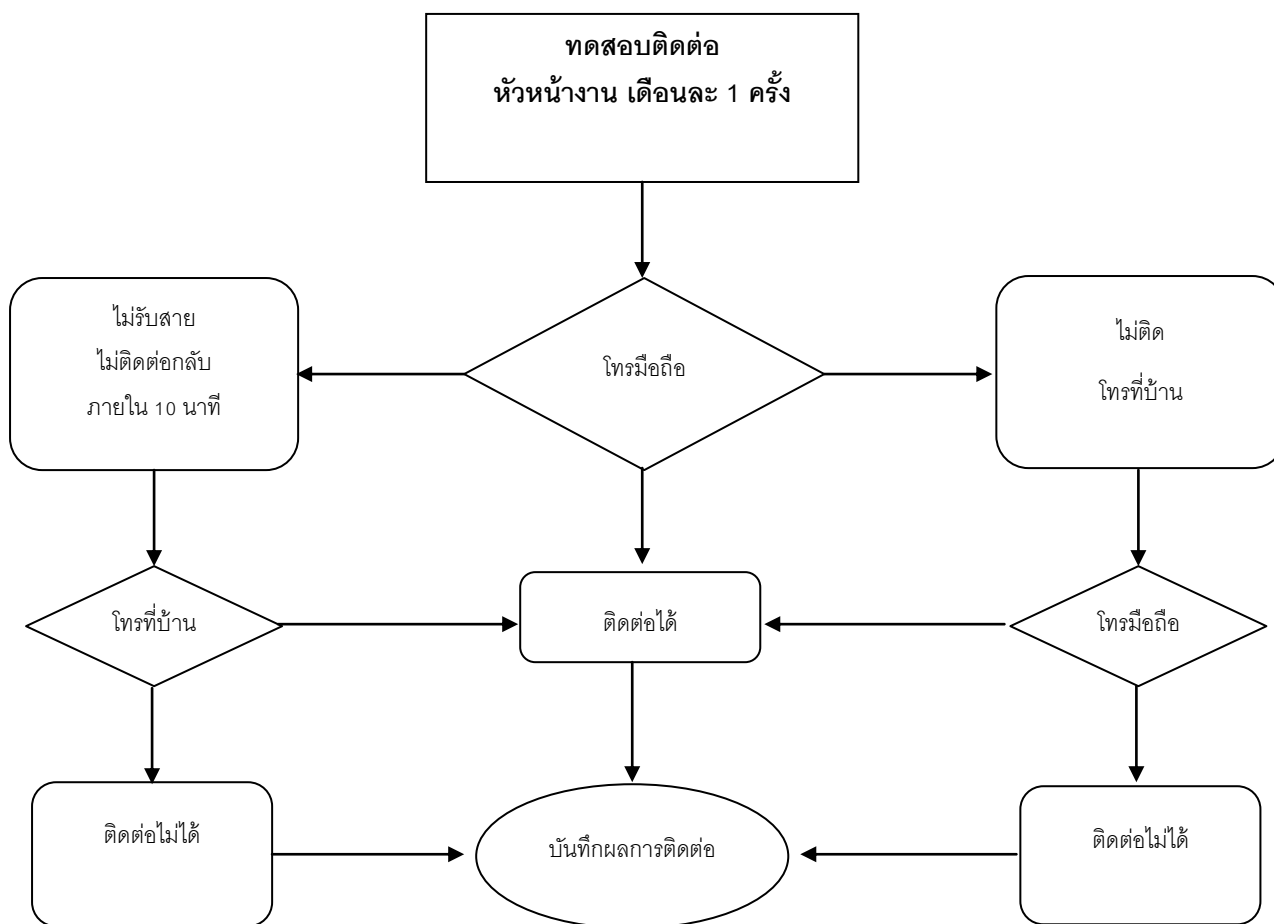 ทดสอบติดต่อ
หัวหน้างาน เดือนละ 1 ครั้ง
ไม่รับสาย
ไม่ติดต่อกลับ
ภายใน 10 นาที
โทรมือถือ
ไม่ติด
โทรที่บ้าน
โทรที่บ้าน
ติดต่อได้
โทรมือถือ
ติดต่อไม่ได้
บันทึกผลการติดต่อ
ติดต่อไม่ได้